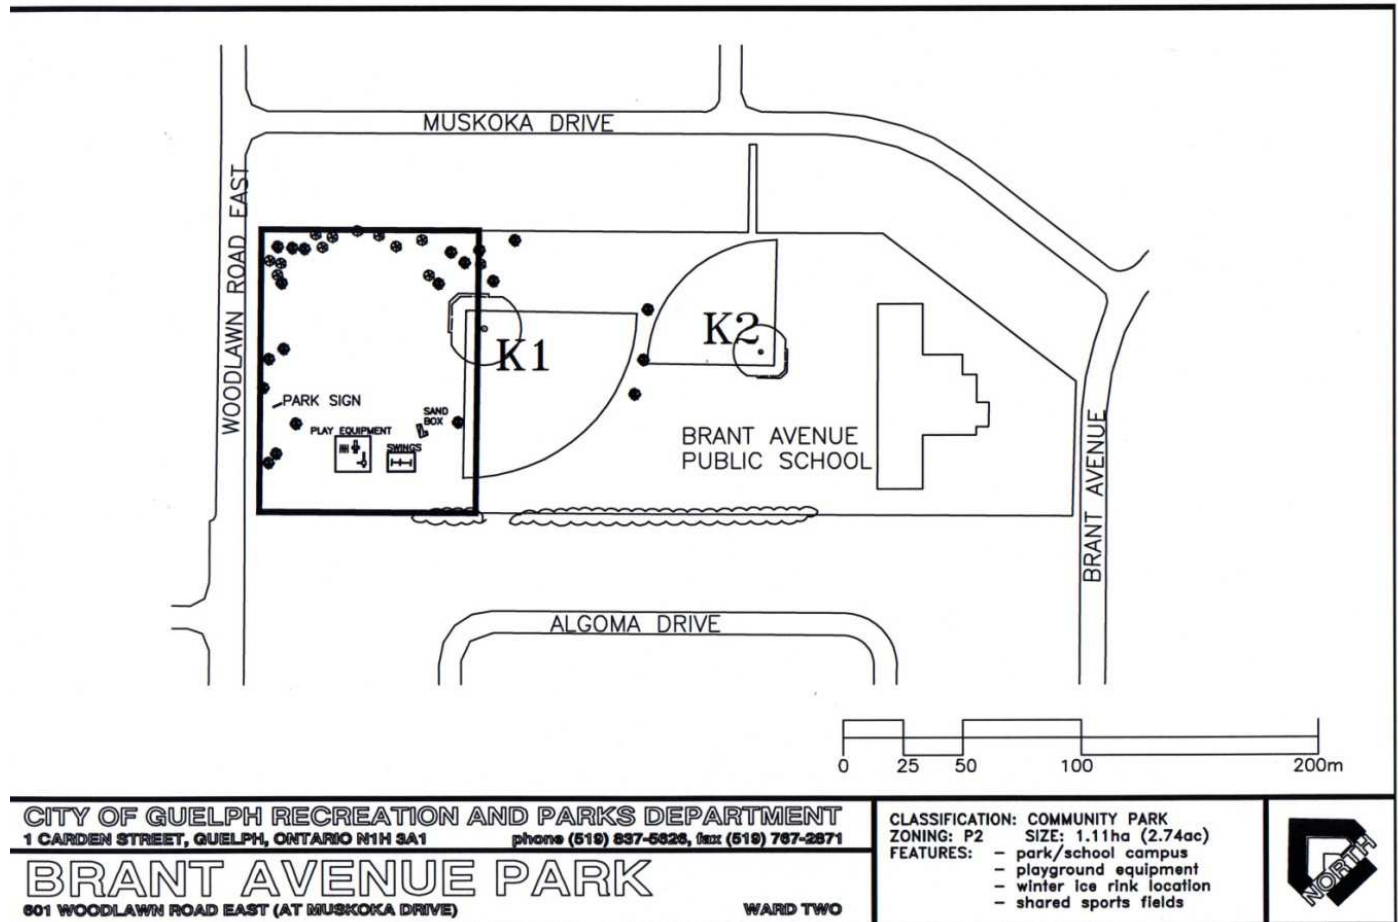 MUSKOKA DRIVE
WOODLAWN ROAD EAST
K1
K2
PARK SIGN
PLAY EQUIPMENT
SAND
BOX
SWINGS
BRANT AVENUE
PUBLIC SCHOOL
BRANT AVENUE
ALGOMA DRIVE
0 25 50 100 200m
CITY OF GUELPH RECREATION AND PARKS DEPARTMENT
1 CARDEN STREET, GUELPH, ONTARIO N1H 3A1 phone (519) 837-5626, fax (519) 767-2871
BRANT AVENUE PARK
601 WOODLAWN ROAD EAST (AT MUSKOKA DRIVE) WARD TWO
CLASSIFICATION: COMMUNITY PARK
ZONING: P2 SIZE: 1.11ha (2.74ac)
FEATURES: - park/school campus
- playground equipment
- winter ice rink location
- shared sports fields
NORTH